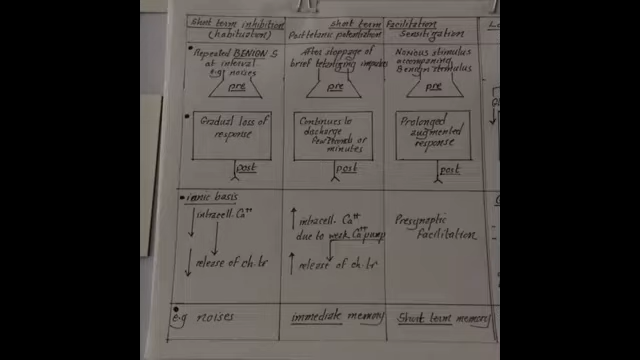 Short term inhibition
(habituation)
Short term Facilitation
Post tetanic potentiation
Sensitization
Repeated BENIGN S
at interval
e.g noises
After stoppage of
brief tetanizing impulses
Noxious stimulus
accompaning
Benign stimulus
pre
pre
pre
Gradual loss of
response
Continues to
discharge
few or
minutes
Prolonged
augmented
response
post
post
post
ionic basis
↓ intracell. Ca++
↓ release of ch.tr
↑ intracell. Ca++
due to weak Ca++ pump
↑ release of ch.tr
Presynaptic
facilitation
e.g noises
immediate memory
Short term memory